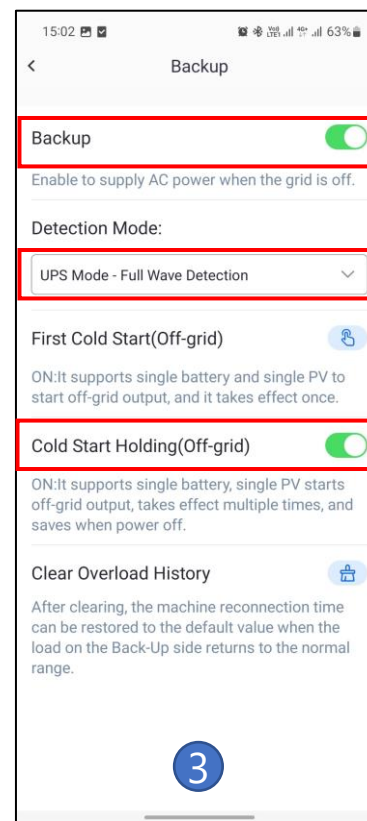 15:02 63%
Backup
Backup
Enable to supply AC power when the grid is off.
Detection Mode:
UPS Mode - Full Wave Detection
First Cold Start(Off-grid)
ON:It supports single battery and single PV to
start off-grid output, and it takes effect once.
Cold Start Holding(Off-grid)
ON:It supports single battery, single PV starts
off-grid output, takes effect multiple times, and
saves when power off.
Clear Overload History
After clearing, the machine reconnection time
can be restored to the default value when the
load on the Back-Up side returns to the normal
range.
3